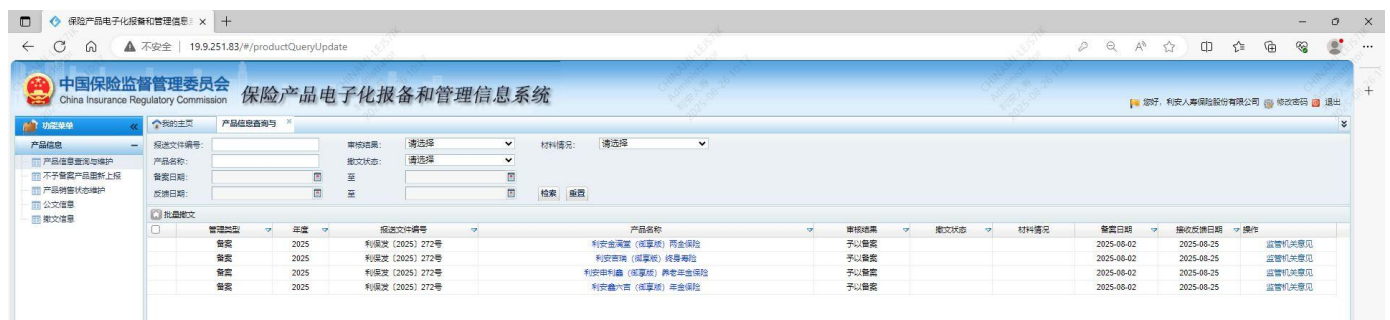 保险产品电子化报备和管理信息系
不安全 | 19.9.251.83/#/productQueryUpdate
中国保险监督管理委员会
China Insurance Regulatory Commission
保险产品电子化报备和管理信息系统
您好，利安人寿保险股份有限公司 修改密码 退出
功能菜单
我的主页 产品信息查询与
产品信息
产品信息查询与维护
不予备案产品重新上报
产品销售状态维护
公文信息
撤文信息
报送文件编号： 审核结果： 请选择 材料情况： 请选择
产品名称： 撤文状态： 请选择
备案日期： 至
反馈日期： 至 检索 重置
批量撤文
管理类型 年度 报送文件编号 产品名称 审核结果 撤文状态 材料情况 备案日期 接收反馈日期 操作
备案 2025 利保发〔2025〕272号 利安金满堂（御享版）两全保险 予以备案 2025-08-02 2025-08-25 监管机关意见
备案 2025 利保发〔2025〕272号 利安吉瑞（御享版）终身寿险 予以备案 2025-08-02 2025-08-25 监管机关意见
备案 2025 利保发〔2025〕272号 利安申利鑫（御享版）养老年金保险 予以备案 2025-08-02 2025-08-25 监管机关意见
备案 2025 利保发〔2025〕272号 利安鑫六吉（御享版）年金保险 予以备案 2025-08-02 2025-08-25 监管机关意见